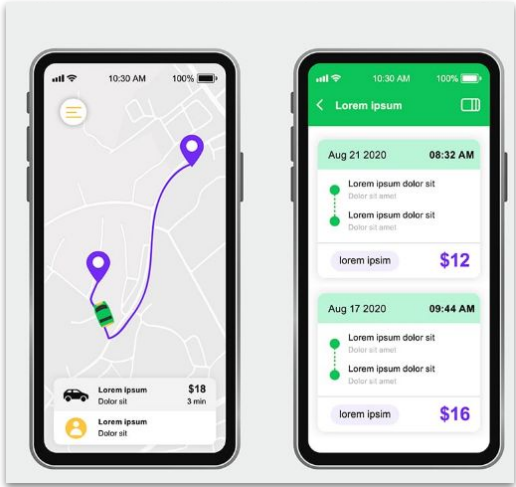 10:30 AM 100%
Lorem Ipsum $18
Dolor sit 3 min
Lorem ipsum
Dolor sit
10:30 AM 100%
Lorem ipsum
Aug 21 2020 08:32 AM
Lorem ipsum dolor sit
Dolor sit amet
Lorem ipsum dolor sit
Dolor sit amet
lorem ipsim $12
Aug 17 2020 09:44 AM
Lorem ipsum dolor sit
Dolor sit amet
Lorem ipsum dolor sit
Dolor sit amet
lorem ipsim $16